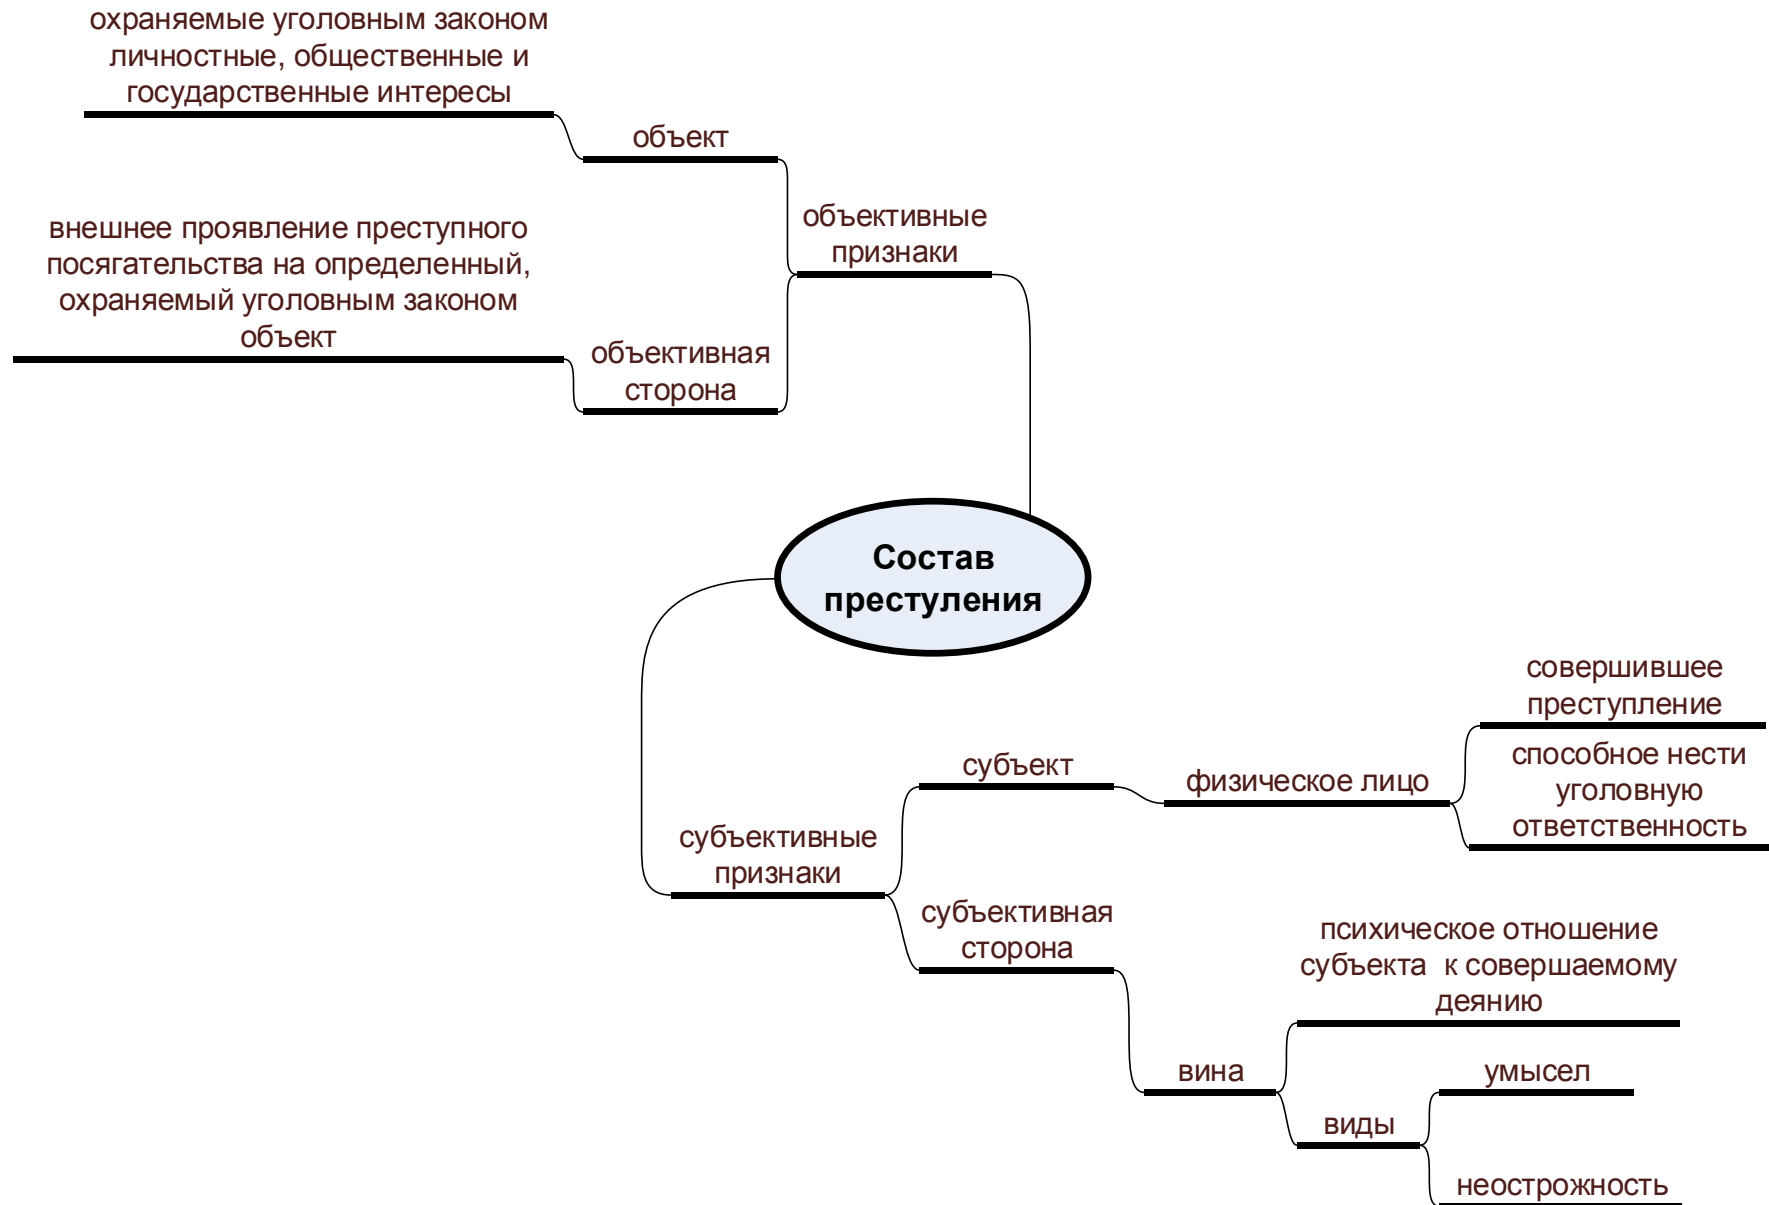 охраняемые уголовным законом
личностные, общественные и
государственные интересы
объект
внешнее проявление преступного
посягательства на определенный,
охраняемый уголовным законом
объект
объективные
признаки
объективная
сторона
Состав
преступления
совершившее
преступление
субъект
физическое лицо
способное нести
уголовную
ответственность
субъективные
признаки
субъективная
сторона
психическое отношение
субъекта  к совершаемому
деянию
вина
умысел
виды
неострожность